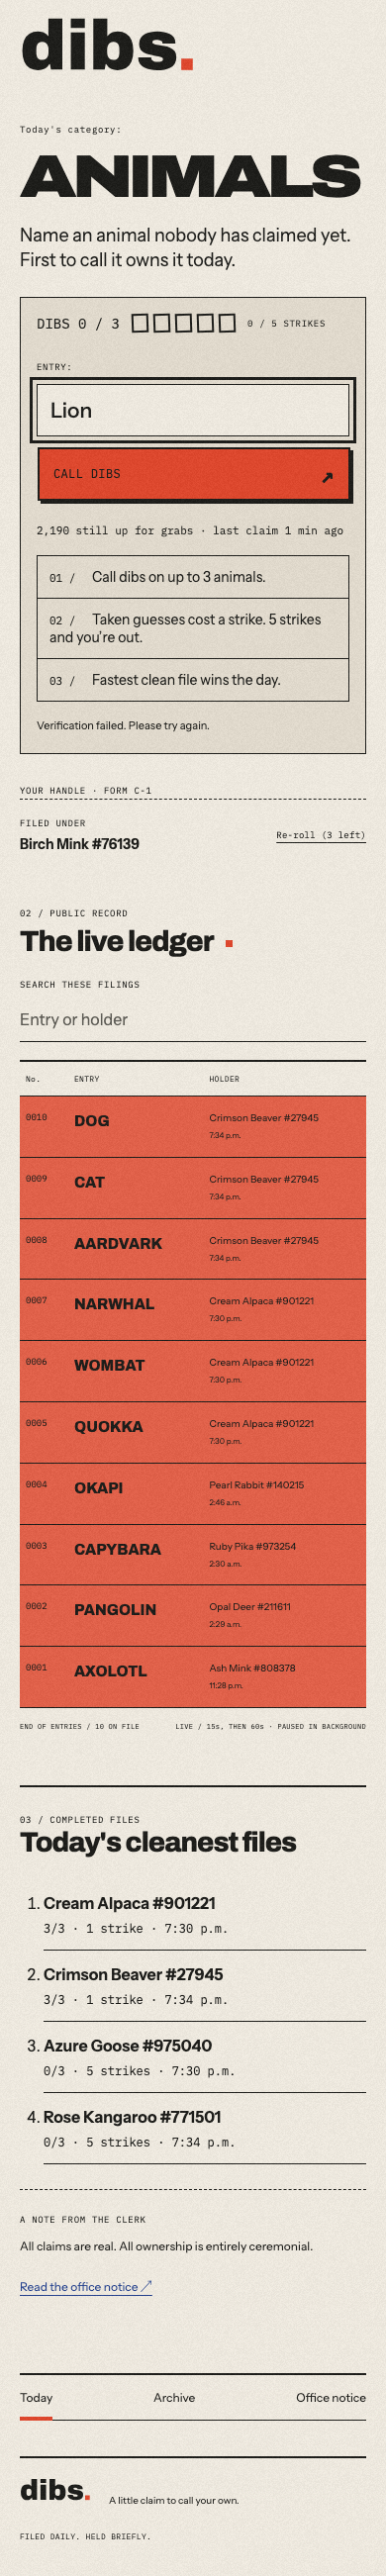 dibs.
Today's category:
ANIMALS
Name an animal nobody has claimed yet.
First to call it owns it today.
DIBS 0 / 3 0 / 5 STRIKES
ENTRY:
Lion
CALL DIBS ↗
2,190 still up for grabs · last claim 1 min ago
01 / Call dibs on up to 3 animals.
02 / Taken guesses cost a strike. 5 strikes
and you're out.
03 / Fastest clean file wins the day.
Verification failed. Please try again.
YOUR HANDLE · FORM C-1
FILED UNDER
Birch Mink #76139
Re-roll (3 left)
02 / PUBLIC RECORD
The live ledger
SEARCH THESE FILINGS
Entry or holder
No. ENTRY HOLDER
0010 DOG Crimson Beaver #27945
7:34 p.m.
0009 CAT Crimson Beaver #27945
7:34 p.m.
0008 AARDVARK Crimson Beaver #27945
7:34 p.m.
0007 NARWHAL Cream Alpaca #901221
7:30 p.m.
0006 WOMBAT Cream Alpaca #901221
7:30 p.m.
0005 QUOKKA Cream Alpaca #901221
7:30 p.m.
0004 OKAPI Pearl Rabbit #140215
2:46 a.m.
0003 CAPYBARA Ruby Pika #973254
2:30 a.m.
0002 PANGOLIN Opal Deer #211611
2:29 a.m.
0001 AXOLOTL Ash Mink #808378
11:28 p.m.
END OF ENTRIES / 10 ON FILE LIVE / 15s, THEN 60s · PAUSED IN BACKGROUND
03 / COMPLETED FILES
Today's cleanest files
1. Cream Alpaca #901221
3/3 · 1 strike · 7:30 p.m.
2. Crimson Beaver #27945
3/3 · 1 strike · 7:34 p.m.
3. Azure Goose #975040
0/3 · 5 strikes · 7:30 p.m.
4. Rose Kangaroo #771501
0/3 · 5 strikes · 7:34 p.m.
A NOTE FROM THE CLERK
All claims are real. All ownership is entirely ceremonial.
Read the office notice ↗
Today Archive Office notice
dibs. A little claim to call your own.
FILED DAILY. HELD BRIEFLY.